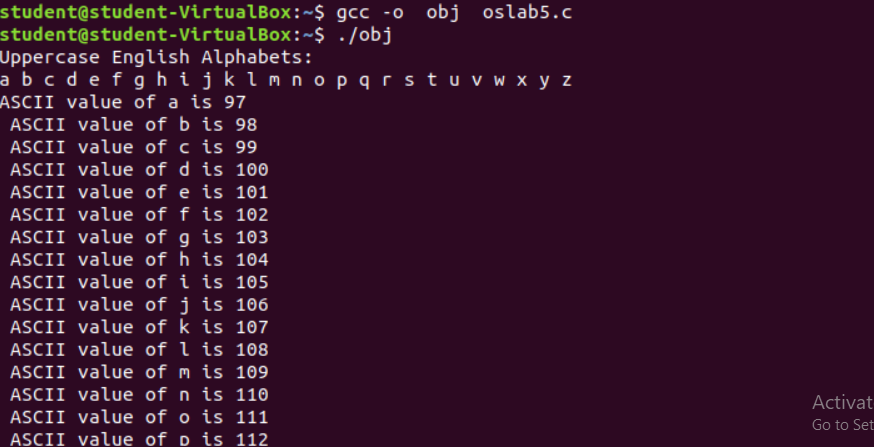 student@student-VirtualBox:~$ gcc -o  obj  oslab5.c
student@student-VirtualBox:~$ ./obj
Uppercase English Alphabets:
a b c d e f g h i j k l m n o p q r s t u v w x y z
ASCII value of a is 97
 ASCII value of b is 98
 ASCII value of c is 99
 ASCII value of d is 100
 ASCII value of e is 101
 ASCII value of f is 102
 ASCII value of g is 103
 ASCII value of h is 104
 ASCII value of i is 105
 ASCII value of j is 106
 ASCII value of k is 107
 ASCII value of l is 108
 ASCII value of m is 109
 ASCII value of n is 110
 ASCII value of o is 111
 ASCII value of p is 112
Activat
Go to Set